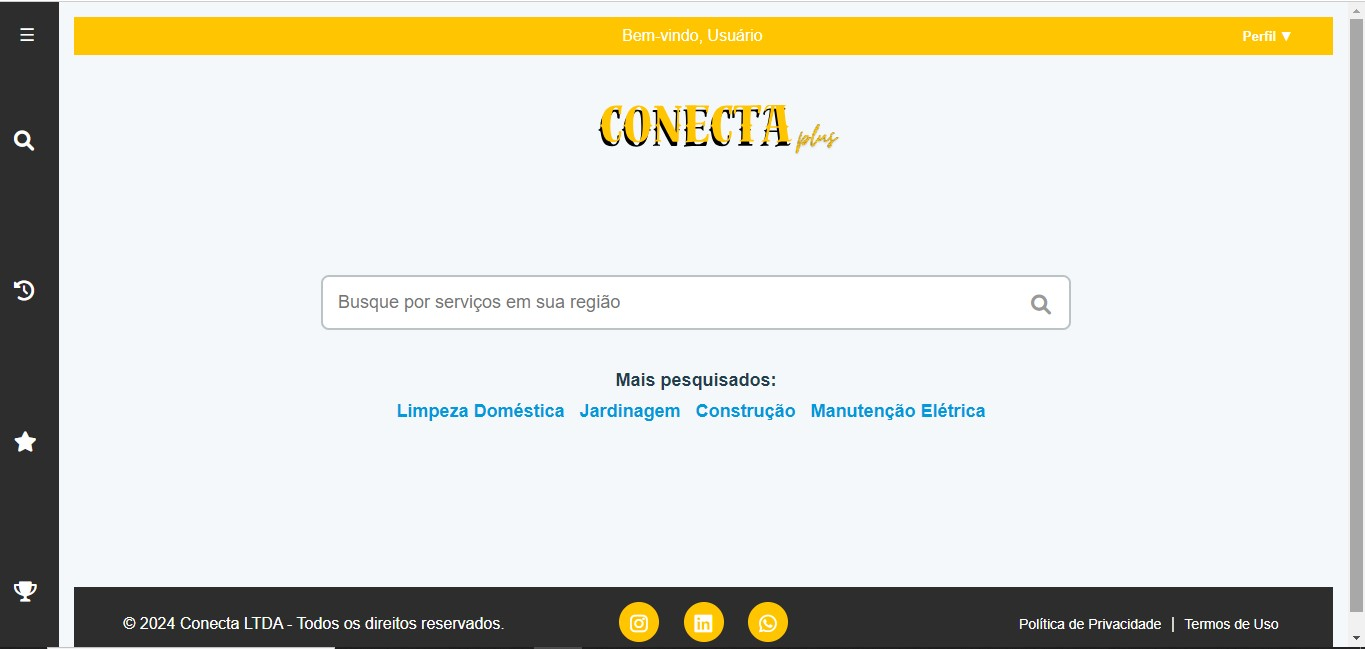 Bem-vindo, Usuário
Perfil ▼
CONECTA plus
Busque por serviços em sua região
Mais pesquisados:
Limpeza Doméstica Jardinagem Construção Manutenção Elétrica
© 2024 Conecta LTDA - Todos os direitos reservados.
in
Política de Privacidade | Termos de Uso